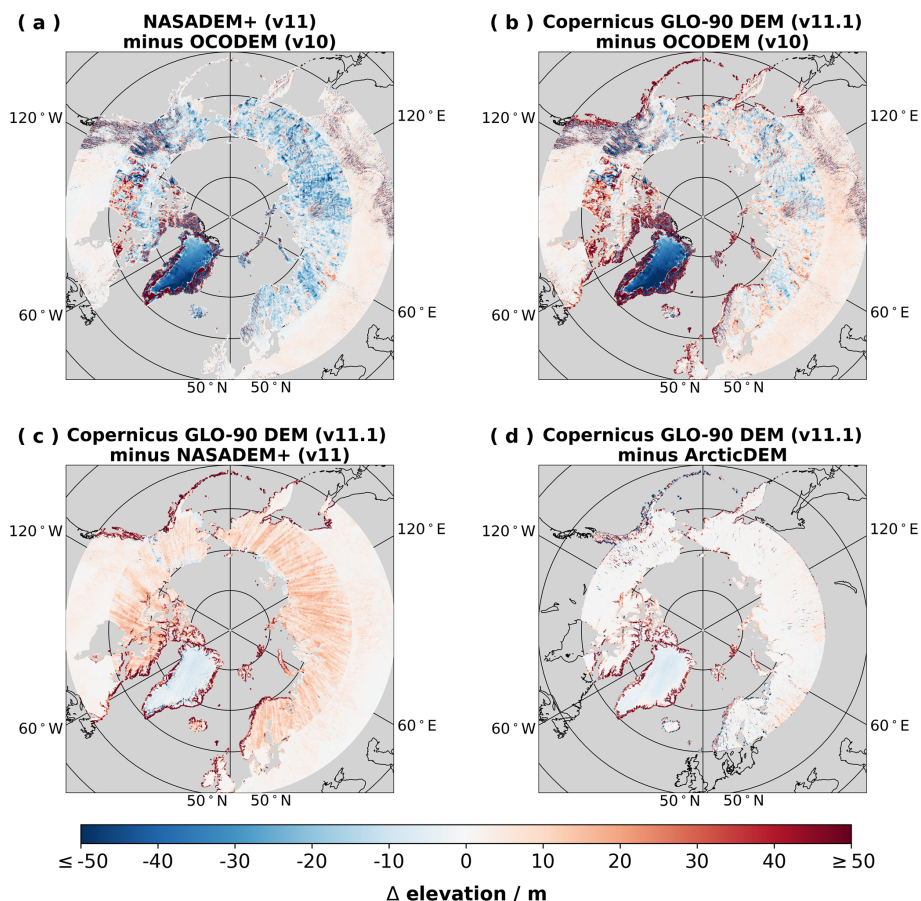 ( a ) NASADEM+ (v11)
minus OCODEM (v10)
120°W
120°E
60°W
60°E
50°N 50°N
( b ) Copernicus GLO-90 DEM (v11.1)
minus OCODEM (v10)
120°W
120°E
60°W
60°E
50°N 50°N
( c ) Copernicus GLO-90 DEM (v11.1)
minus NASADEM+ (v11)
120°W
120°E
60°W
60°E
50°N 50°N
( d ) Copernicus GLO-90 DEM (v11.1)
minus ArcticDEM
120°W
120°E
60°W
60°E
50°N 50°N
≤ -50 -40 -30 -20 -10 0 10 20 30 40 ≥ 50
Δ elevation / m